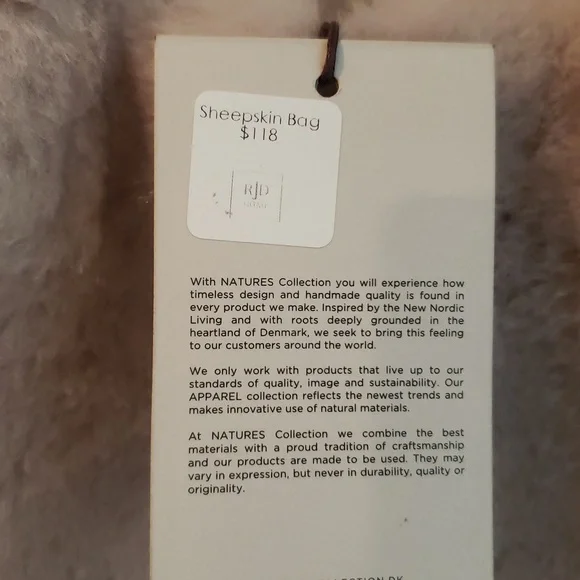 Sheepskin Bag
$118
RJD
With NATURES Collection you will experience how
timeless design and handmade quality is found in
every product we make. Inspired by the New Nordic
Living and with roots deeply grounded in the
heartland of Denmark, we seek to bring this feeling
to our customers around the world.
We only work with products that live up to our
standards of quality, image and sustainability. Our
APPAREL collection reflects the newest trends and
makes innovative use of natural materials.
At NATURES Collection we combine the best
materials with a proud tradition of craftsmanship
and our products are made to be used. They may
vary in expression, but never in durability, quality or
originality.